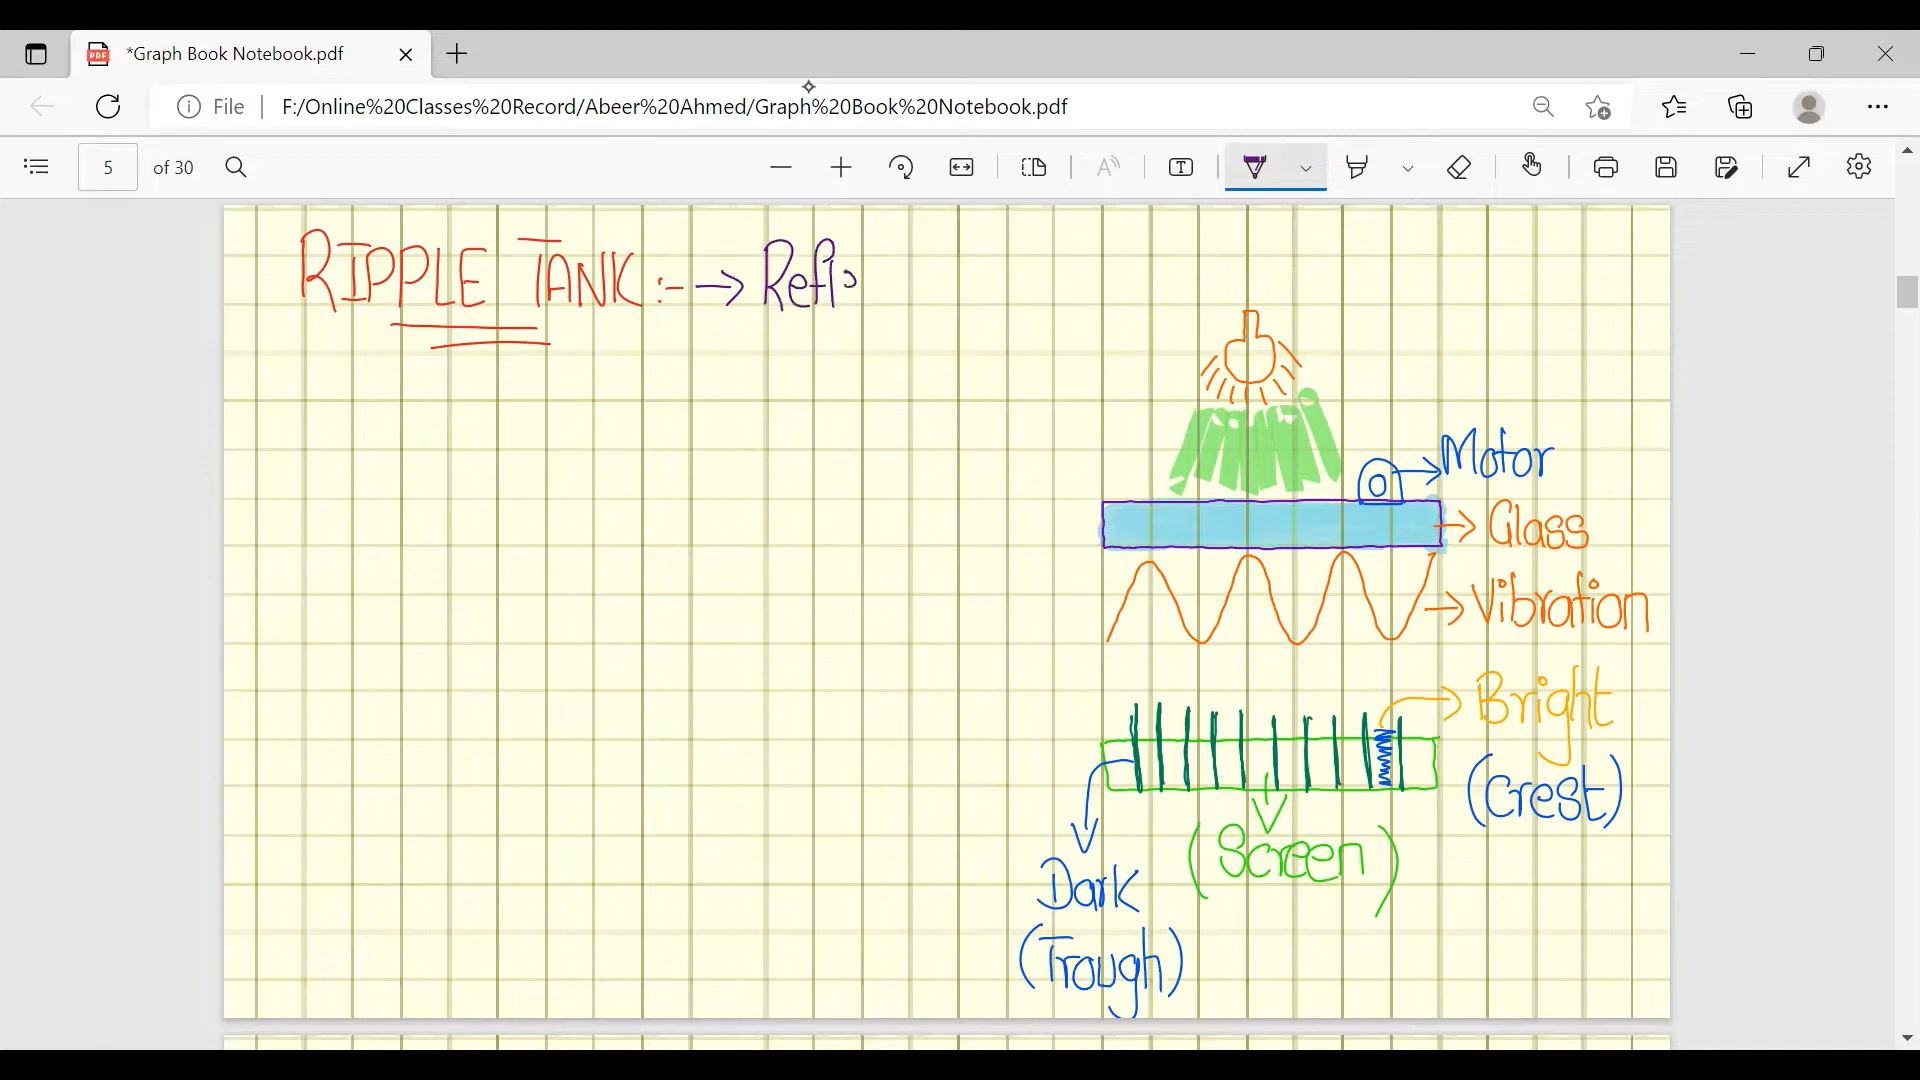 *Graph Book Notebook.pdf
File F:/Online%20Classes%20Record/Abeer%20Ahmed/Graph%20Book%20Notebook.pdf
5 of 30
RIPPLE TANK :- → Refl
Motor
Glass
Vibration
Bright
(Crest)
(Screen)
Dark
(Trough)